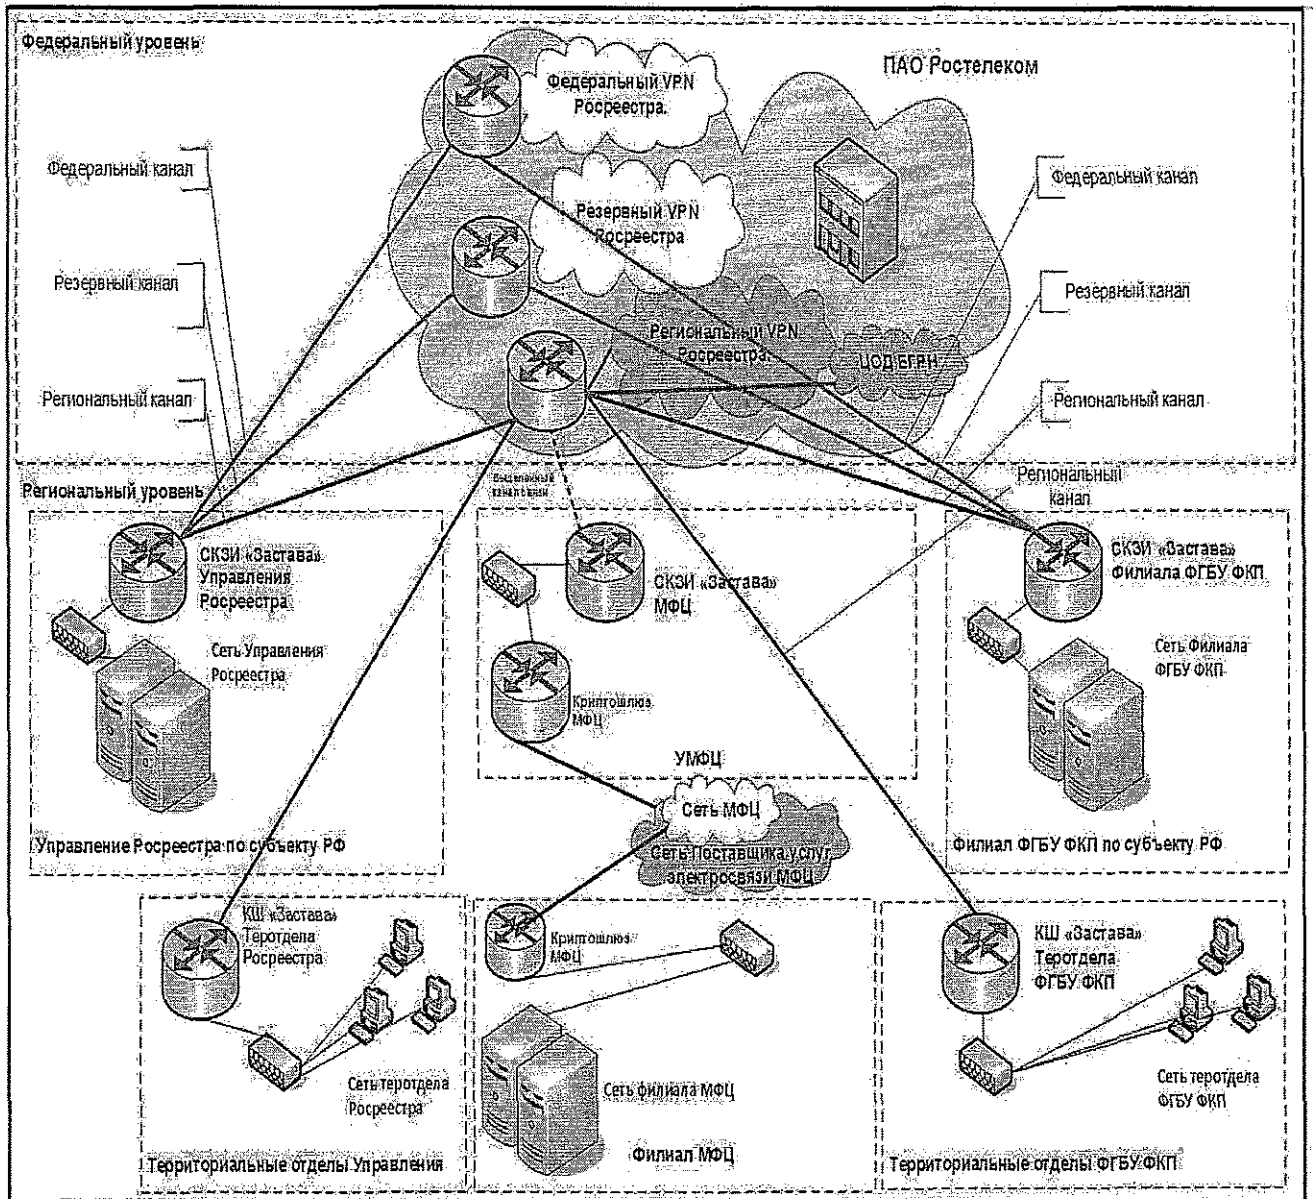 Федеральный уровень
ПАО Ростелеком
Федеральный VPN
Росреестра.
Федеральный канал
Федеральный канал
Резервный VPN
Росреестра
Резервный канал
Резервный канал
Региональный VPN
Росреестра.
ЦОД ЕГРН
Региональный канал
Региональный канал
Региональный уровень
Выделенный
канал связи
Региональный
канал
СКЗИ «Застава»
Управления
Росреестра
СКЗИ «Застава»
МФЦ
СКЗИ «Застава»
Филиала ФГБУ ФКП
Сеть Управления
Росреестра
Сеть Филиала
ФГБУ ФКП
Криптошлюз
МФЦ
УМФЦ
Сеть МФЦ
Управление Росреестра по субъекту РФ
Сеть Поставщика услуг
электросвязи МФЦ
Филиал ФГБУ ФКП по субъекту РФ
КШ «Застава»
Теротдела
Росреестра
Криптошлюз
МФЦ
КШ «Застава»
Теротдела
ФГБУ ФКП
Сеть теротдела
Росреестра
Сеть филиала МФЦ
Сеть теротдела
ФГБУ ФКП
Территориальные отделы Управления
Филиал МФЦ
Территориальные отделы ФГБУ ФКП